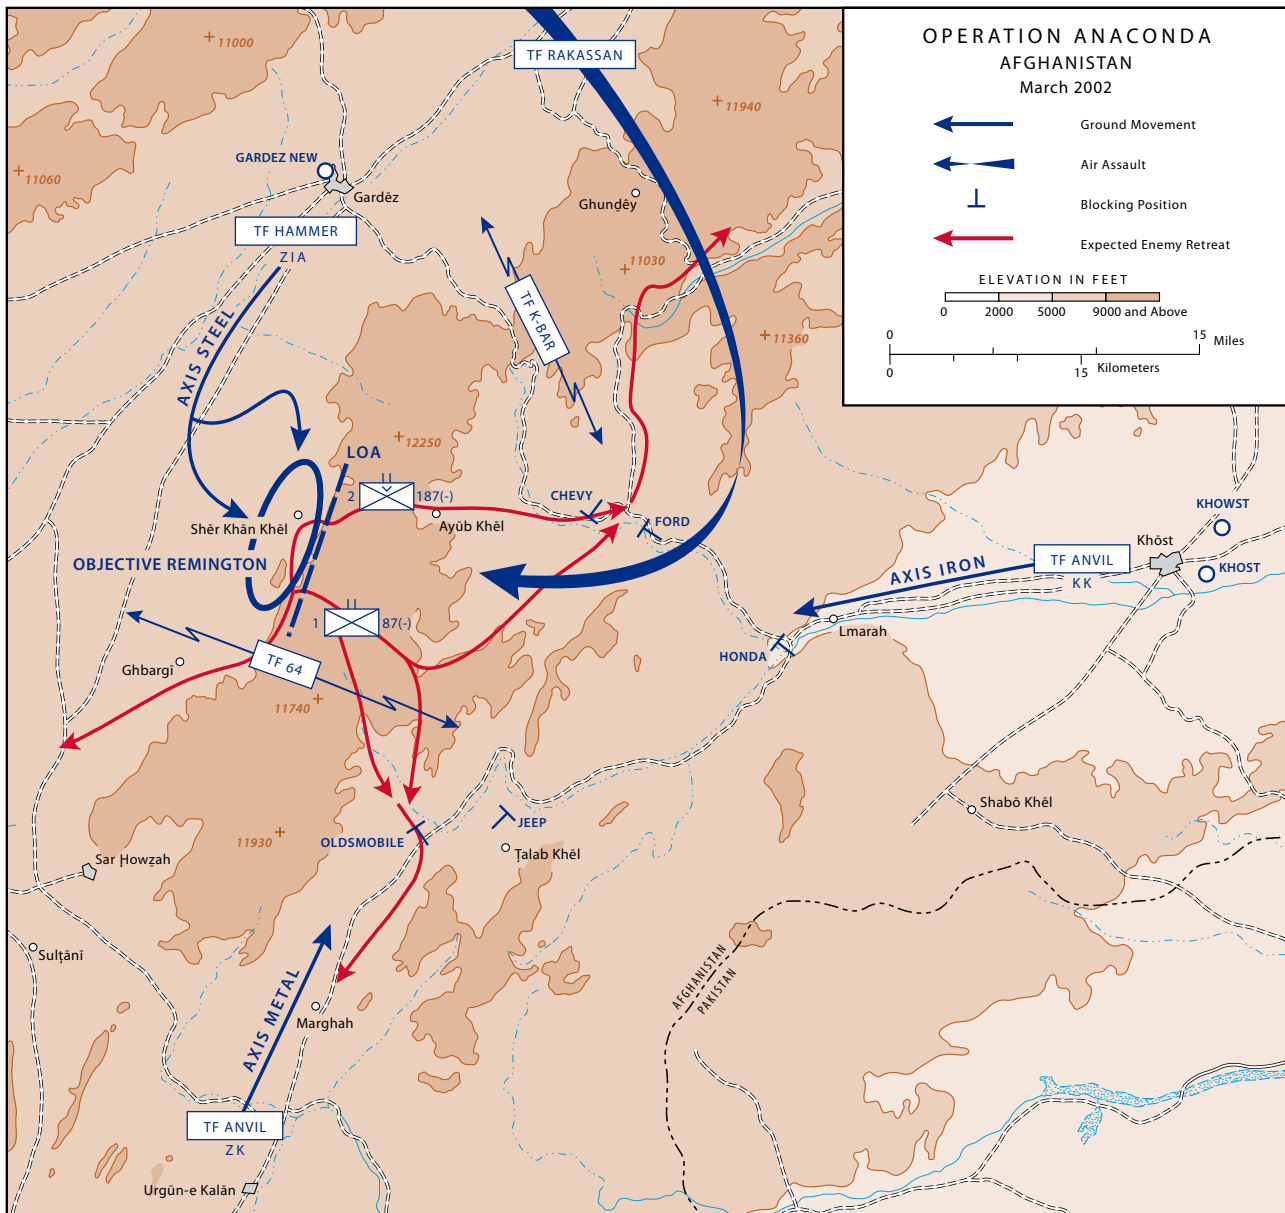 OPERATION ANACONDA
AFGHANISTAN
March 2002
Ground Movement
Air Assault
Blocking Position
Expected Enemy Retreat
ELEVATION IN FEET
0 2000 5000 9000 and Above
0 15 Miles
0 15 Kilometers
11000
TF RAKASSAN
11940
GARDEZ NEW
11060
Gardēz
Ghunḏêy
TF HAMMER
ZIA
11030
TF K-BAR
11360
AXIS STEEL
12250
LOA
2 187(-)
CHEVY
Shēr Khān Khēl
Ayūb Khēl
FORD
KHOWST
Khōst
OBJECTIVE REMINGTON
AXIS IRON
TF ANVIL
KK
KHOST
1 87(-)
Lmarah
HONDA
TF 64
Ghbargī
11740
Shabō Khēl
JEEP
OLDSMOBILE
11930
Ṭalab Khēl
Sar Ḩowẕah
Sulṭānī
AFGHANISTAN
PAKISTAN
AXIS METAL
Marghah
TF ANVIL
ZK
Urgūn-e Kalān